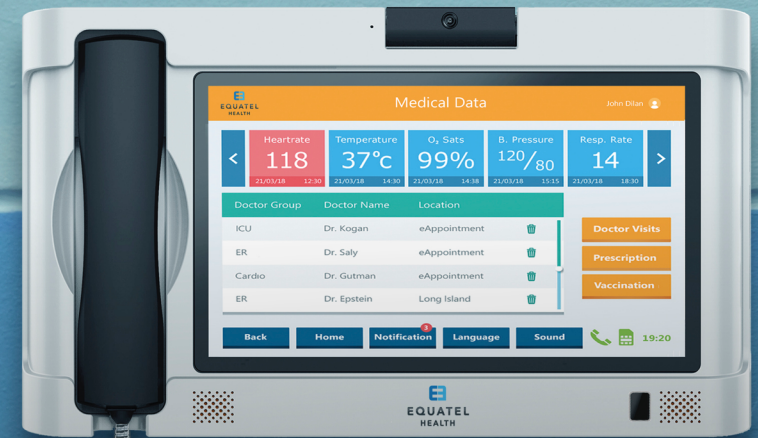 EQUATEL
HEALTH
Medical Data
John Dilan
< Heartrate Temperature O₂ Sats B. Pressure Resp. Rate >
118 37°c 99% 120/80 14
21/03/18 12:30 21/03/18 14:30 21/03/18 14:38 21/03/18 15:15 21/03/18 18:30
Doctor Group Doctor Name Location
ICU Dr. Kogan eAppointment
ER Dr. Saly eAppointment
Cardio Dr. Gutman eAppointment
ER Dr. Epstein Long Island
Doctor Visits
Prescription
Vaccination
3
Back Home Notification Language Sound 19:20
EQUATEL
HEALTH